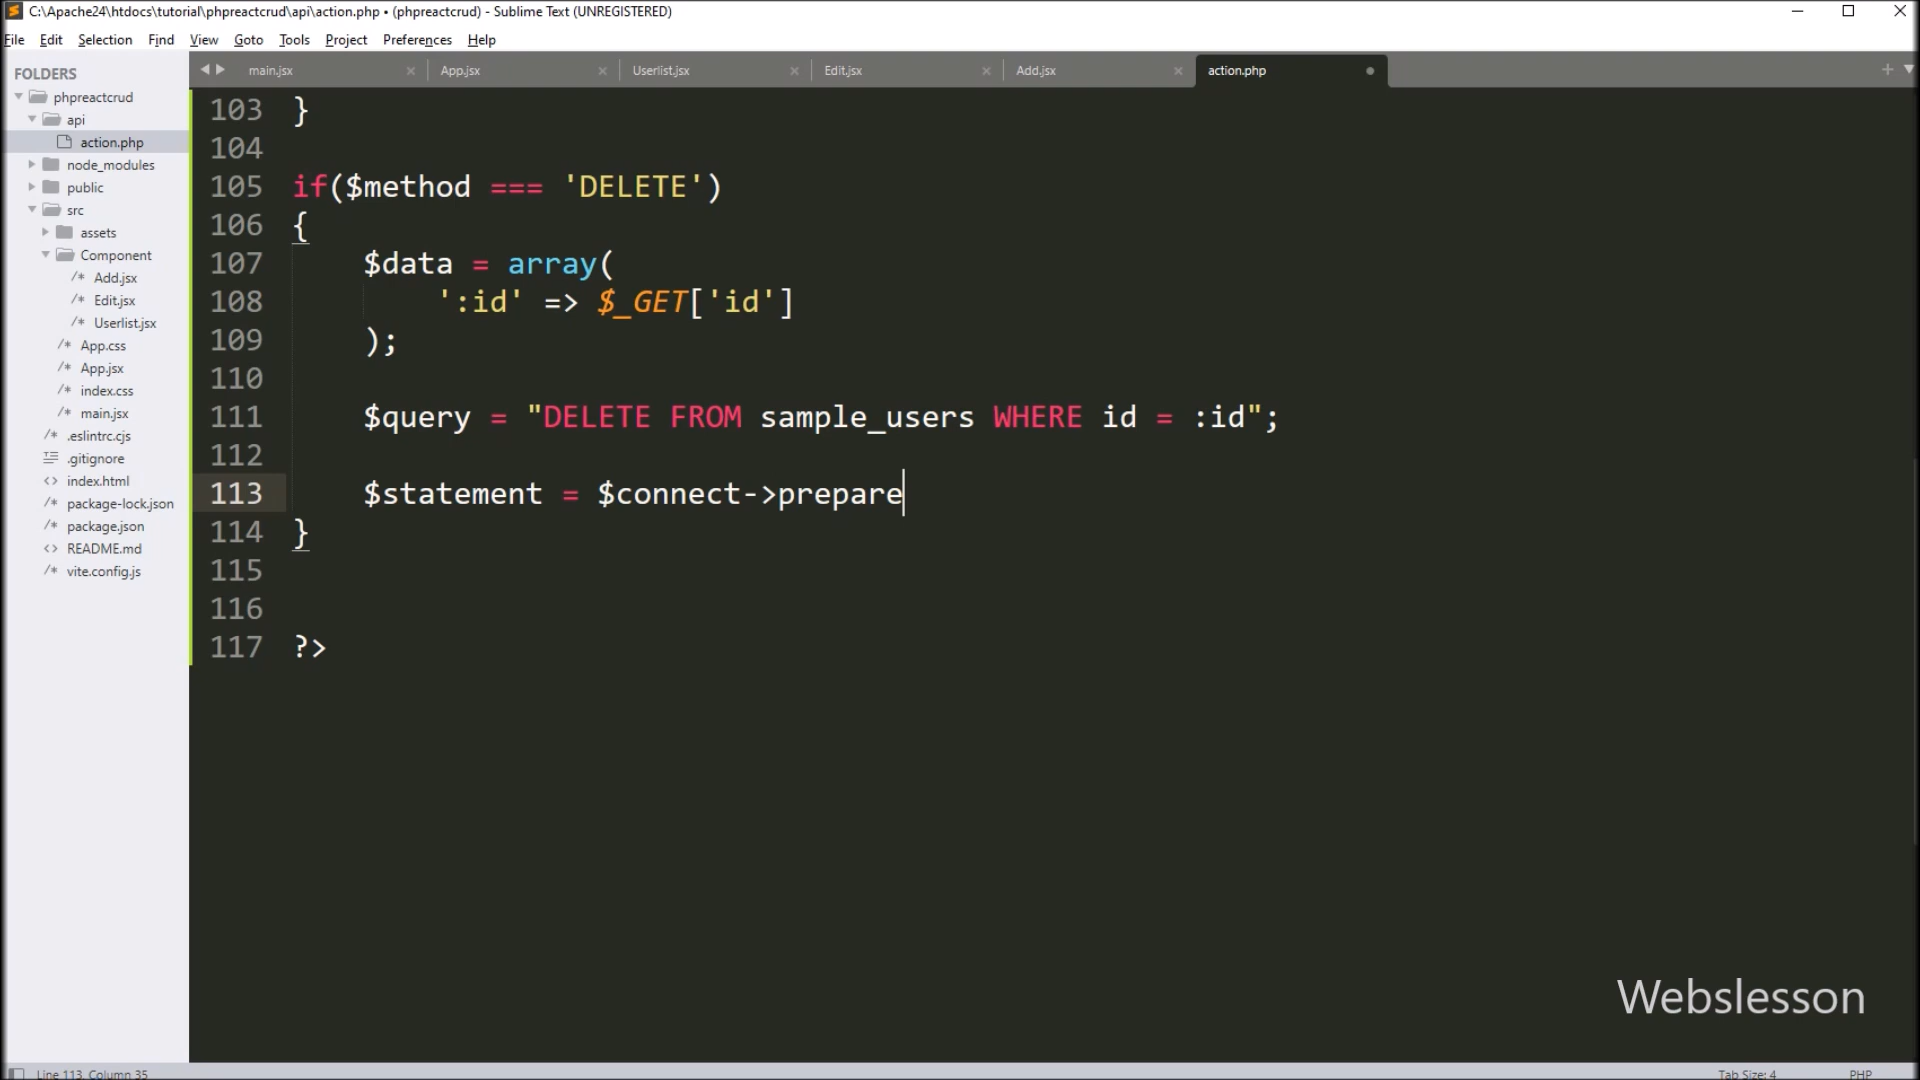 C:\Apache24\htdocs\tutorial\phpreactcrud\api\action.php • (phpreactcrud) - Sublime Text (UNREGISTERED)
File Edit Selection Find View Goto Tools Project Preferences Help
FOLDERS
phpreactcrud
api
action.php
node_modules
public
src
assets
Component
/* Add.jsx
/* Edit.jsx
/* Userlist.jsx
/* App.css
/* App.jsx
/* index.css
/* main.jsx
/* .eslintrc.cjs
.gitignore
<> index.html
/* package-lock.json
/* package.json
<> README.md
/* vite.config.js
main.jsx × App.jsx × Userlist.jsx × Edit.jsx × Add.jsx × action.php
103 }
104
105 if($method === 'DELETE')
106 {
107 $data = array(
108 ':id' => $_GET['id']
109 );
110
111 $query = "DELETE FROM sample_users WHERE id = :id";
112
113 $statement = $connect->prepare
114 }
115
116
117 ?>
Webslesson
Line 113, Column 35 Tab Size: 4 PHP